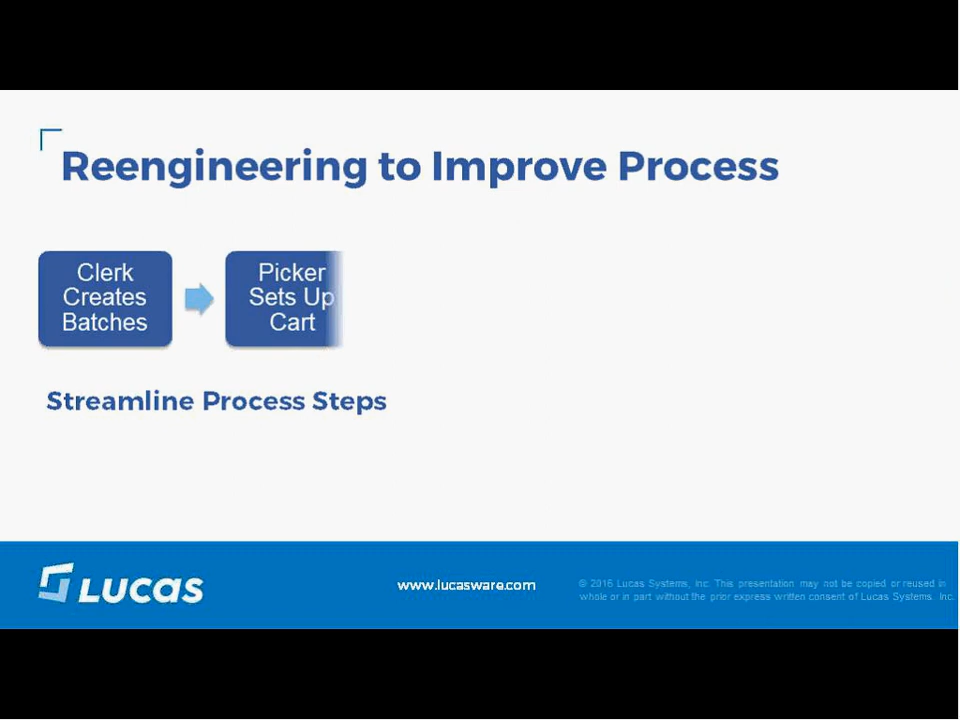 Reengineering to Improve Process
Clerk
Creates
Batches
Picker
Sets Up
Cart
Streamline Process Steps
LUCAS
www.lucasware.com
© 2016 Lucas Systems, Inc. This presentation may not be copied or reused in
whole or in part without the prior express written consent of Lucas Systems, Inc.